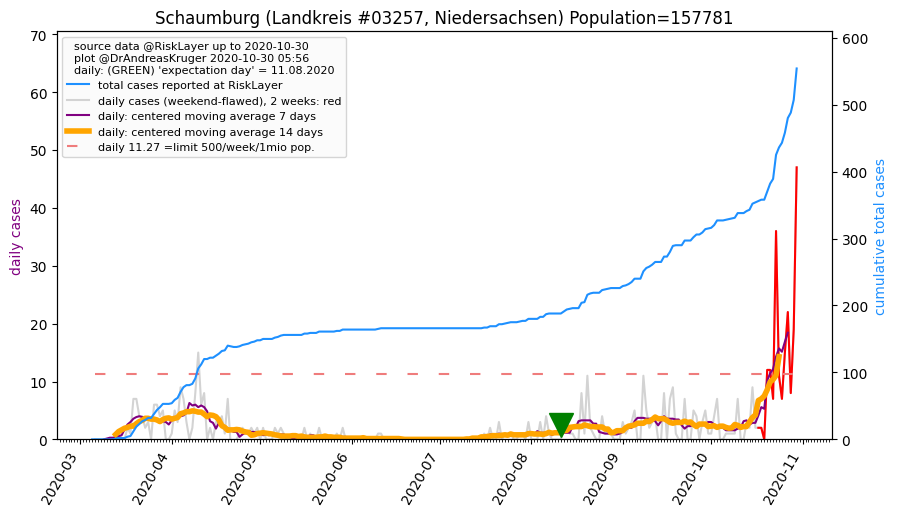 Schaumburg (Landkreis #03257, Niedersachsen) Population=157781
source data @RiskLayer up to 2020-10-30
plot @DrAndreasKruger 2020-10-30 05:56
daily: (GREEN) 'expectation day' = 11.08.2020
total cases reported at RiskLayer
daily cases (weekend-flawed), 2 weeks: red
daily: centered moving average 7 days
daily: centered moving average 14 days
daily 11.27 =limit 500/week/1mio pop.
daily cases
70
60
50
40
30
20
10
0
cumulative total cases
600
500
400
300
200
100
0
2020-03
2020-04
2020-05
2020-06
2020-07
2020-08
2020-09
2020-10
2020-11